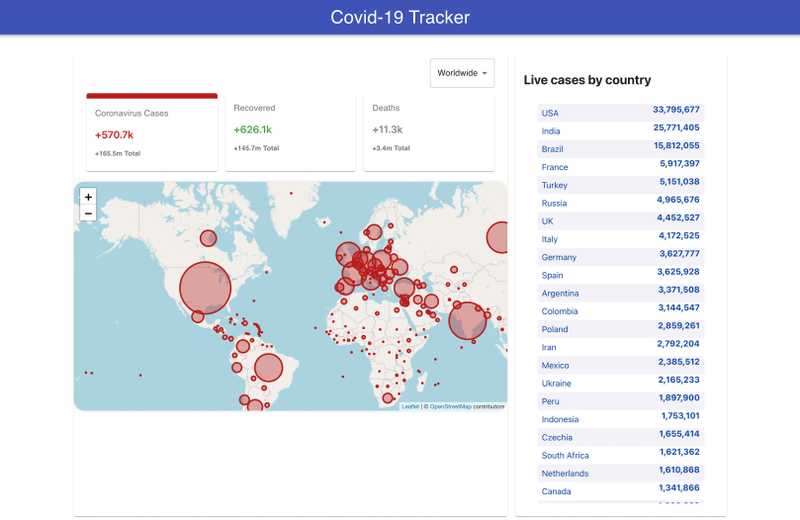 Covid-19 Tracker
Worldwide
Coronavirus Cases
+570.7k
+165.5m Total
Recovered
+626.1k
+145.7m Total
Deaths
+11.3k
+3.4m Total
+
−
Leaflet | © OpenStreetMap contributors
Live cases by country
USA 33,795,677
India 25,771,405
Brazil 15,812,055
France 5,917,397
Turkey 5,151,038
Russia 4,965,676
UK 4,452,527
Italy 4,172,525
Germany 3,627,777
Spain 3,625,928
Argentina 3,371,508
Colombia 3,144,547
Poland 2,859,261
Iran 2,792,204
Mexico 2,385,512
Ukraine 2,165,233
Peru 1,897,900
Indonesia 1,753,101
Czechia 1,655,414
South Africa 1,621,362
Netherlands 1,610,868
Canada 1,341,866